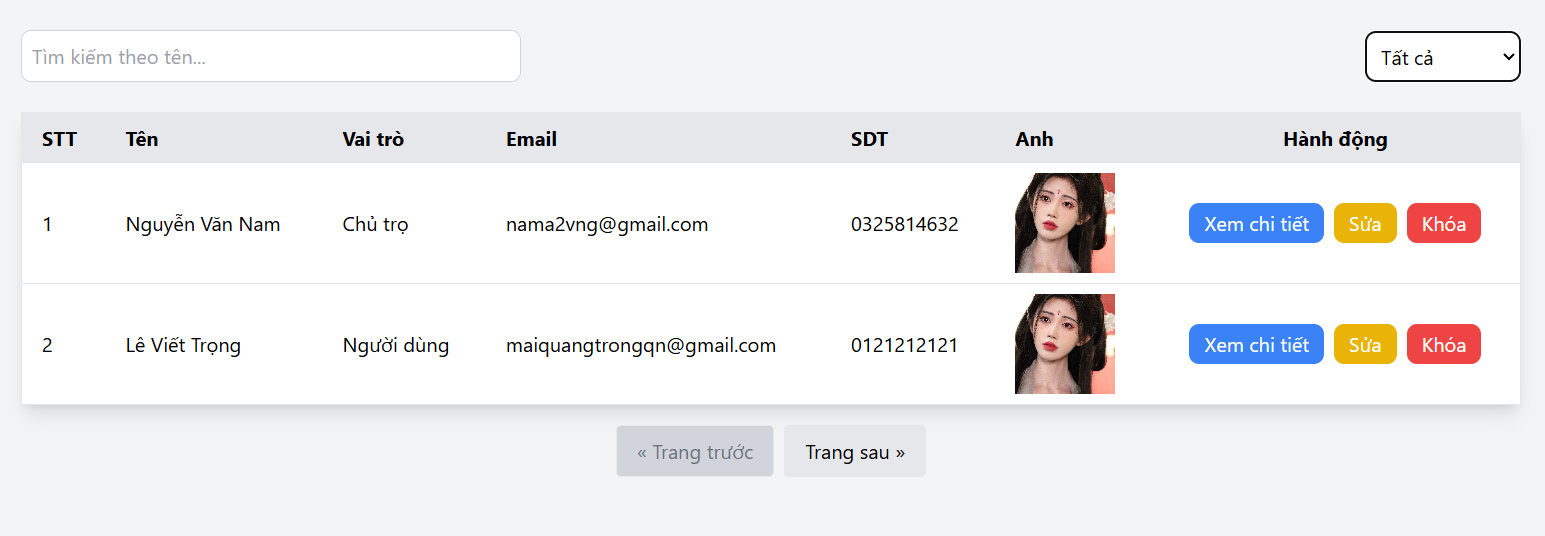 Tìm kiếm theo tên...
Tất cả
STT Tên Vai trò Email SDT Anh Hành động
1 Nguyễn Văn Nam Chủ trọ nama2vng@gmail.com 0325814632 Xem chi tiết Sửa Khóa
2 Lê Viết Trọng Người dùng maiquangtrongqn@gmail.com 0121212121 Xem chi tiết Sửa Khóa
« Trang trước Trang sau »